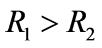 R₁ > R₂